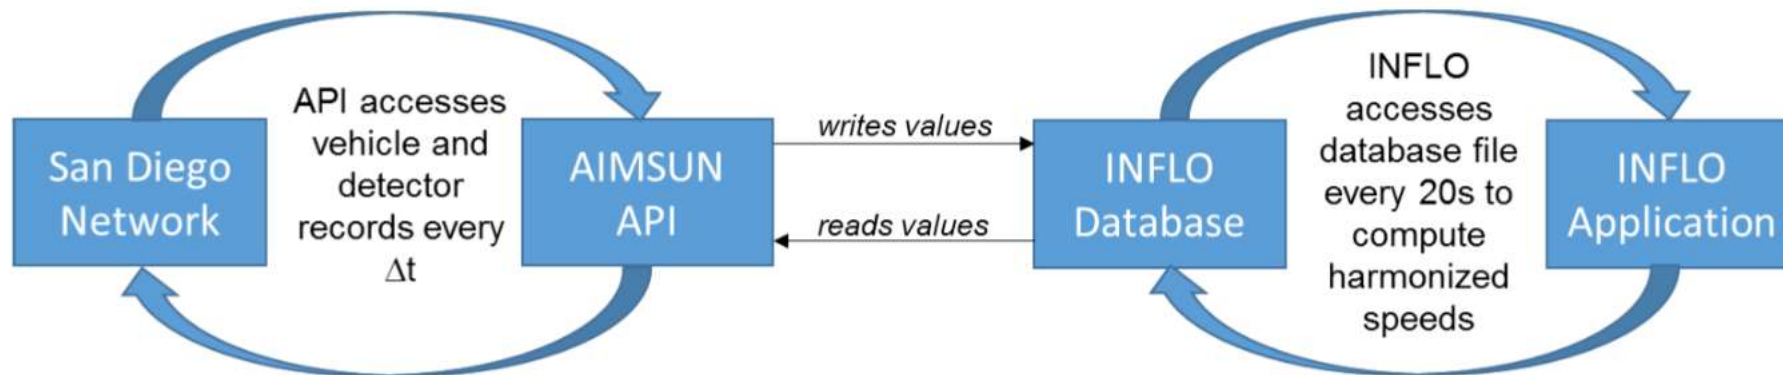 San Diego
Network
API accesses
vehicle and
detector
records every
Δt
AIMSUN
API
writes values
reads values
INFLO
Database
INFLO
accesses
database file
every 20s to
compute
harmonized
speeds
INFLO
Application